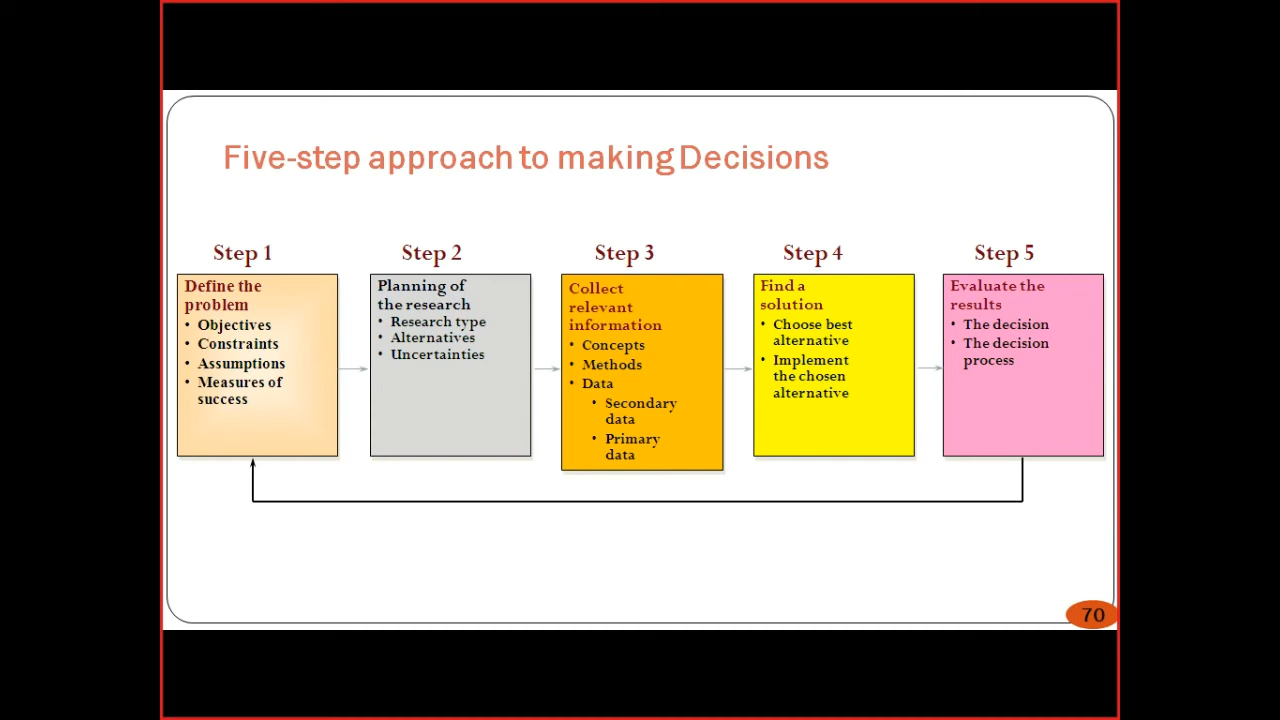 Five-step approach to making Decisions
Step 1
Define the
problem
• Objectives
• Constraints
• Assumptions
• Measures of
success
Step 2
Planning of
the research
• Research type
• Alternatives
• Uncertainties
Step 3
Collect
relevant
information
• Concepts
• Methods
• Data
• Secondary
data
• Primary
data
Step 4
Find a
solution
• Choose best
alternative
• Implement
the chosen
alternative
Step 5
Evaluate the
results
• The decision
• The decision
process
70